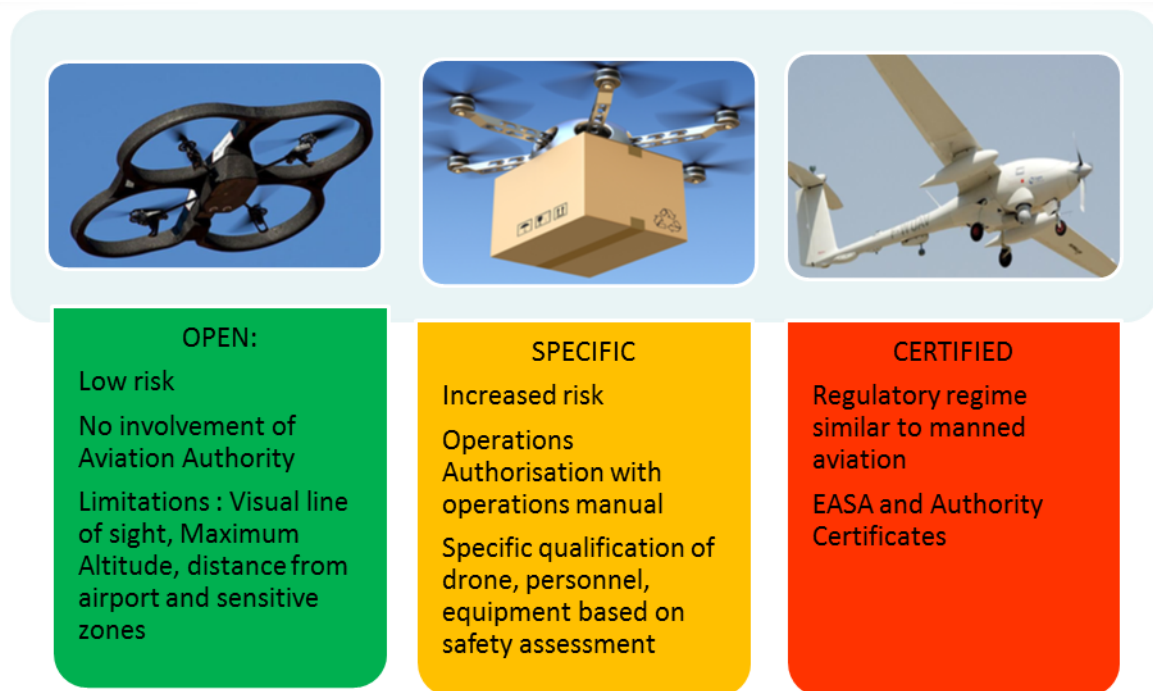 OPEN:
Low risk
No involvement of
Aviation Authority
Limitations : Visual line
of sight, Maximum
Altitude, distance from
airport and sensitive
zones
SPECIFIC
Increased risk
Operations
Authorisation with
operations manual
Specific qualification of
drone, personnel,
equipment based on
safety assessment
CERTIFIED
Regulatory regime
similar to manned
aviation
EASA and Authority
Certificates